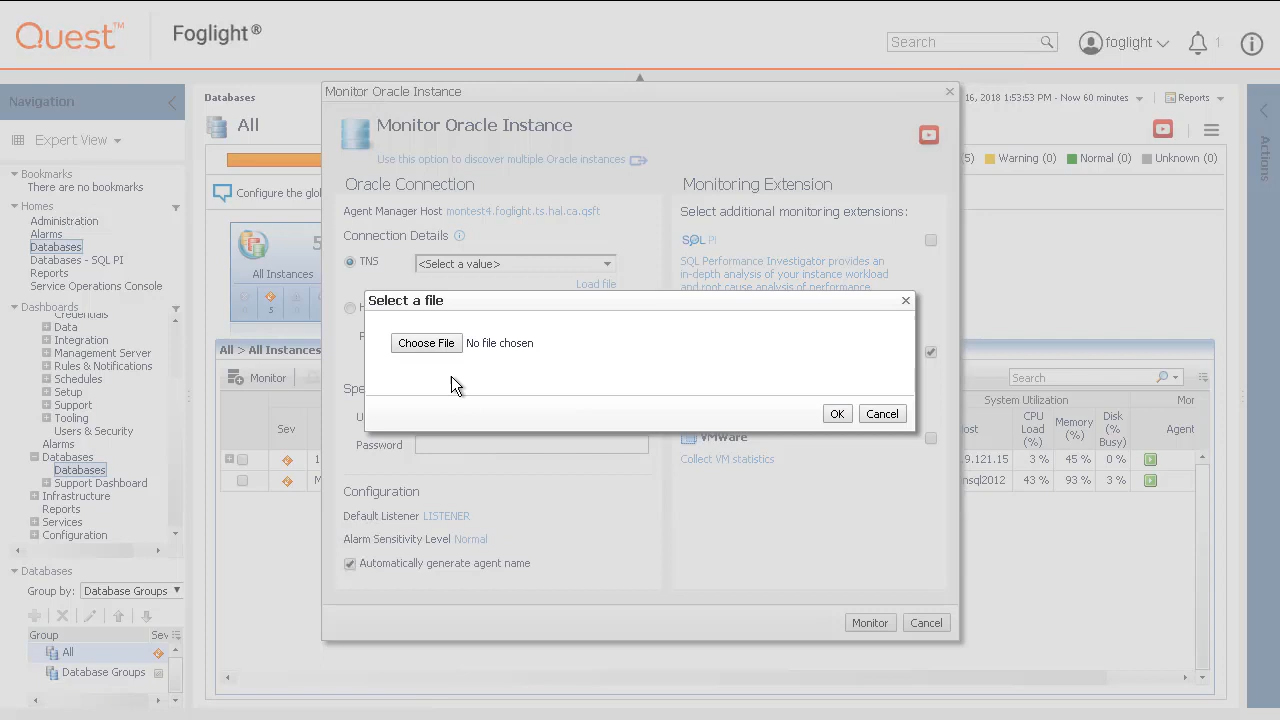 Quest™
Foglight®
Search
foglight
1
Navigation
Expert View
Bookmarks
There are no bookmarks
Homes
Administration
Alarms
Databases
Databases - SQL PI
Reports
Service Operations Console
Dashboards
Credentials
Data
Integration
Management Server
Rules & Notifications
Schedules
Setup
Support
Tooling
Users & Security
Alarms
Databases
Databases
Support Dashboard
Infrastructure
Reports
Services
Configuration
Databases
Group by: Database Groups
Group Sev
All
Database Groups
Databases
16, 2018 1:53:53 PM - Now 60 minutes
Reports
All
(5) Warning (0) Normal (0) Unknown (0)
Configure the glo
All Instances
5
All > All Instances
Monitor
Search
System Utilization
Mor
Sev
CPU Load (%)
Memory (%)
Disk (% Busy)
Agent
1
9.121.15 3 % 45 % 0 %
nsql2012 43 % 93 % 3 %
Actions
Monitor Oracle Instance
Monitor Oracle Instance
Use this option to discover multiple Oracle instances
Oracle Connection
Agent Manager Host montest4.foglight.ts.hal.ca.qsft
Connection Details
TNS <Select a value>
Load file
Password
Configuration
Default Listener LISTENER
Alarm Sensitivity Level Normal
Automatically generate agent name
Monitoring Extension
Select additional monitoring extensions:
SQL PI
SQL Performance Investigator provides an
in-depth analysis of your instance workload
and root cause analysis of performance.
VMWare
Collect VM statistics
Monitor Cancel
Select a file
Choose File No file chosen
OK Cancel